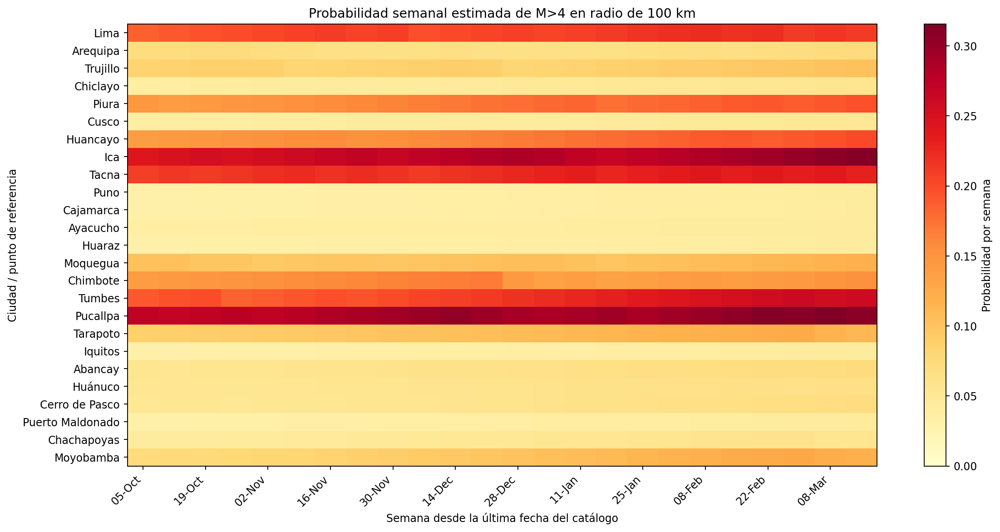 Probabilidad semanal estimada de M>4 en radio de 100 km
Ciudad / punto de referencia
Lima
Arequipa
Trujillo
Chiclayo
Piura
Cusco
Huancayo
Ica
Tacna
Puno
Cajamarca
Ayacucho
Huaraz
Moquegua
Chimbote
Tumbes
Pucallpa
Tarapoto
Iquitos
Abancay
Huánuco
Cerro de Pasco
Puerto Maldonado
Chachapoyas
Moyobamba
05-Oct
19-Oct
02-Nov
16-Nov
30-Nov
14-Dec
28-Dec
11-Jan
25-Jan
08-Feb
22-Feb
08-Mar
Semana desde la última fecha del catálogo
0.30
0.25
0.20
0.15
0.10
0.05
0.00
Probabilidad por semana